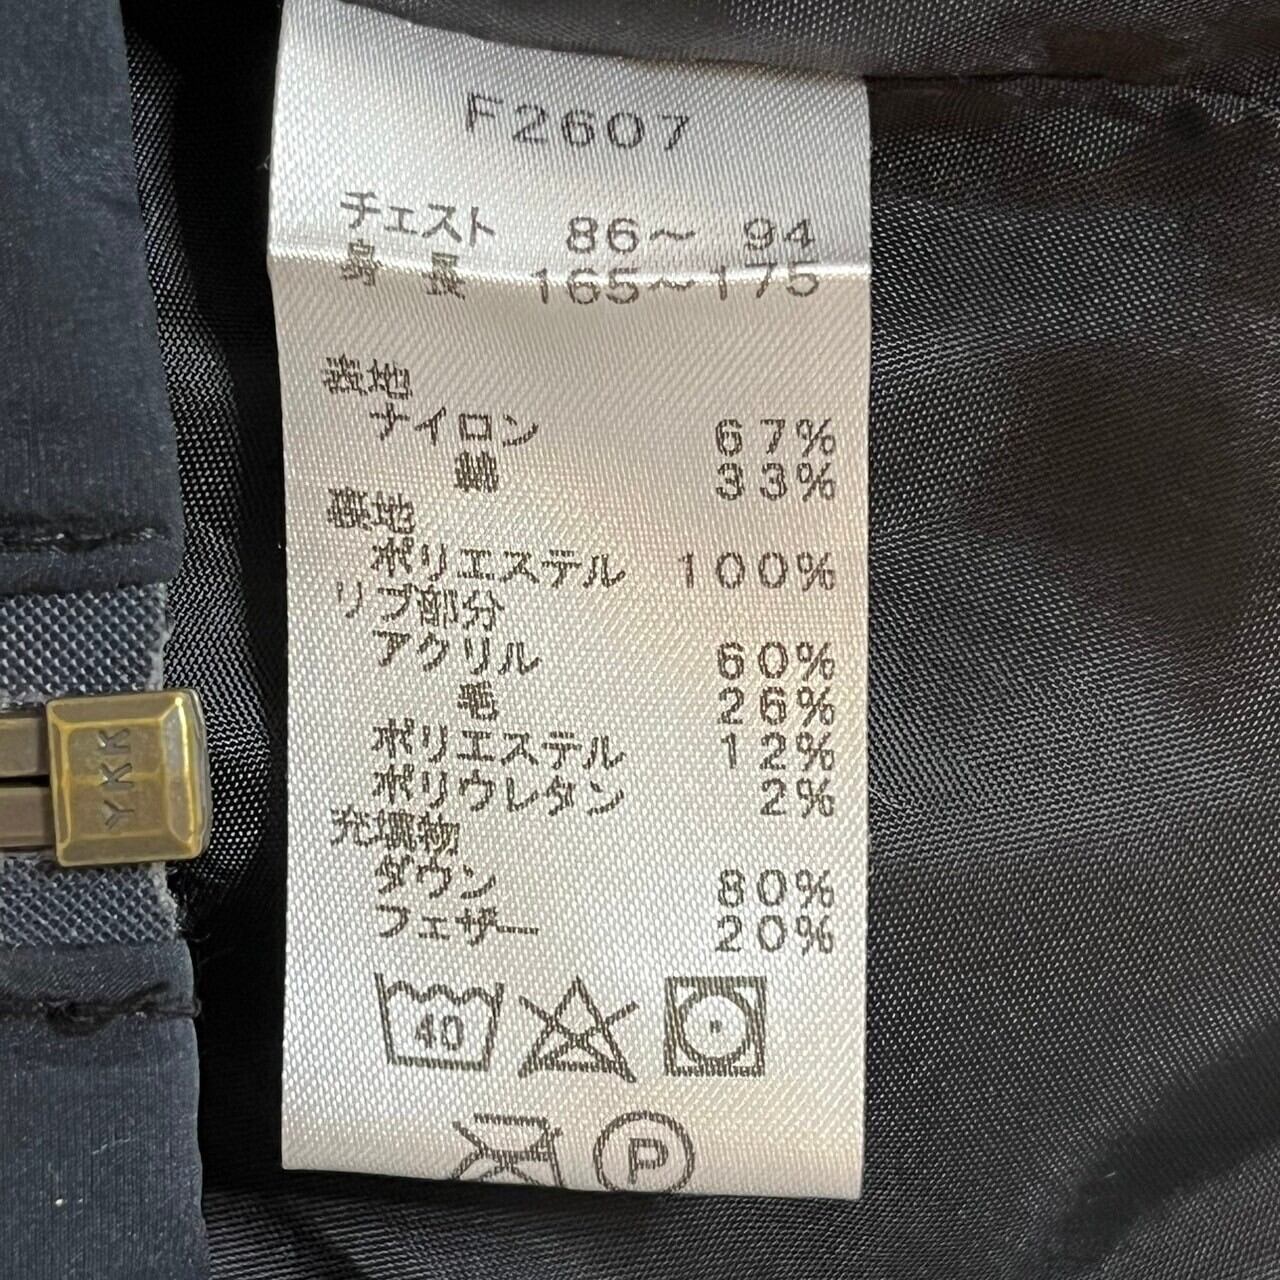 F2607
チェスト 86～ 94
身長 165～175
表地
ナイロン 67%
綿 33%
裏地
ポリエステル 100%
リブ部分
アクリル 60%
毛 26%
ポリエステル 12%
ポリウレタン 2%
充填物
ダウン 80%
フェザー 20%
40
P
YKK